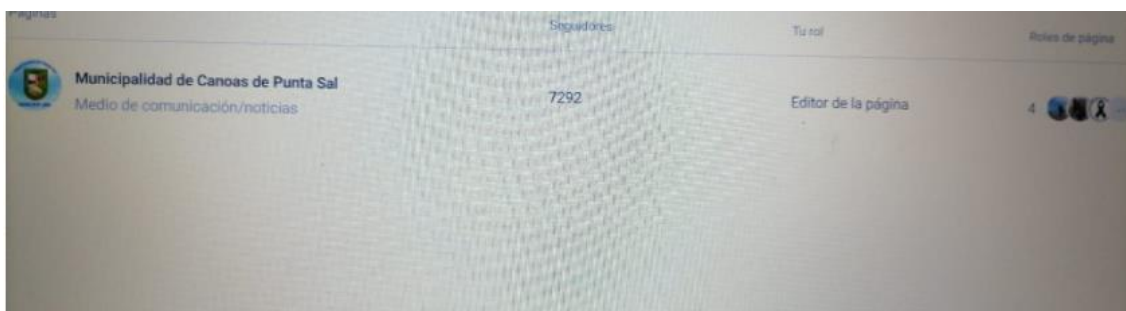 Páginas
Seguidores
Tu rol
Roles de página
Municipalidad de Canoas de Punta Sal
Medio de comunicación/noticias
7292
Editor de la página
4